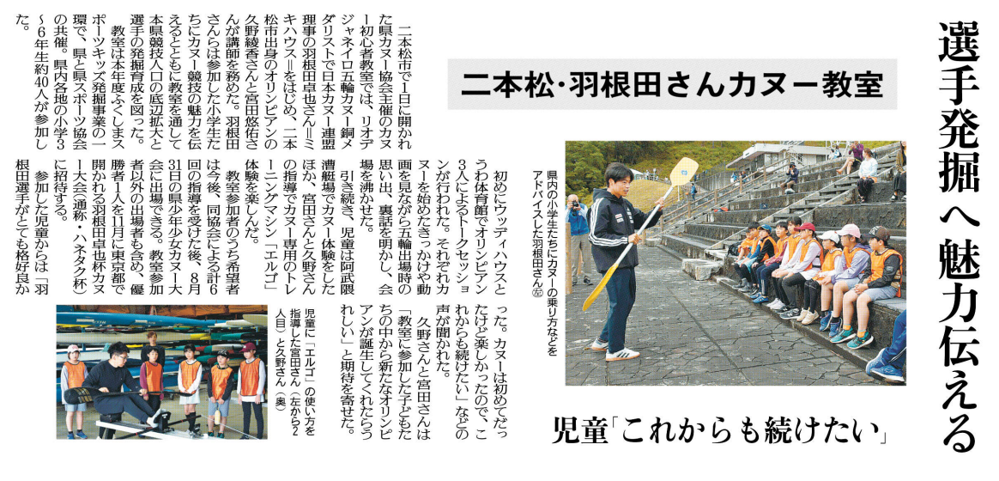 選手発掘へ魅力伝える
二本松・羽根田さんカヌー教室
児童「これからも続けたい」
二本松市で1日に開かれ
た県カヌー協会主催のカヌ
ー初心者教室では、リオデ
ジャネイロ五輪カヌー銅メ
ダリストで日本カヌー連盟
理事の羽根田卓也さん＝ミ
キハウス＝をはじめ、二本
松市出身のオリンピアンの
久野綾香さんと宮田悠佑さ
んが講師を務めた。羽根田
さんらは参加した小学生た
ちにカヌー競技の魅力を伝
えるとともに教室を通して
本県競技人口の底辺拡大と
選手の発掘育成を図った。
教室は本年度ふくしまス
ポーツキッズ発掘事業の一
環で、県と県スポーツ協会
の共催。県内各地の小学3
～6年生約40人が参加し
た。
初めにウッディハウスと
うわ体育館でオリンピアン
3人によるトークセッショ
ンが行われた。それぞれカ
ヌーを始めたきっかけや動
画を見ながら五輪出場時の
思い出、裏話を明かし、会
場を沸かせた。
引き続き、児童は阿武隈
漕艇場でカヌー体験をした
ほか、宮田さんと久野さん
の指導でカヌー専用のトレ
ーニングマシン「エルゴ」
体験を楽しんだ。
教室参加者のうち希望者
は今後、同協会による計6
回の指導を受けた後、8月
31日の県少年少女カヌー大
会に出場できる。教室参加
者以外の出場者も含め、優
勝者1人を11月に東京都で
開かれる羽根田卓也杯カヌ
ー大会（通称・ハネタク杯）
に招待する。
参加した児童からは「羽
根田選手がとても格好良か
った。カヌーは初めてだっ
たけど楽しかったので、こ
れからも続けたい」などの
声が聞かれた。
久野さんと宮田さんは
「教室に参加した子どもた
ちの中から新たなオリンピ
アンが誕生してくれたらう
れしい」と期待を寄せた。
県内の小学生たちにカヌーの乗り方などを
アドバイスした羽根田さん㊧
児童に「エルゴ」の使い方を
指導した宮田さん（左から2
人目）と久野さん（奥）